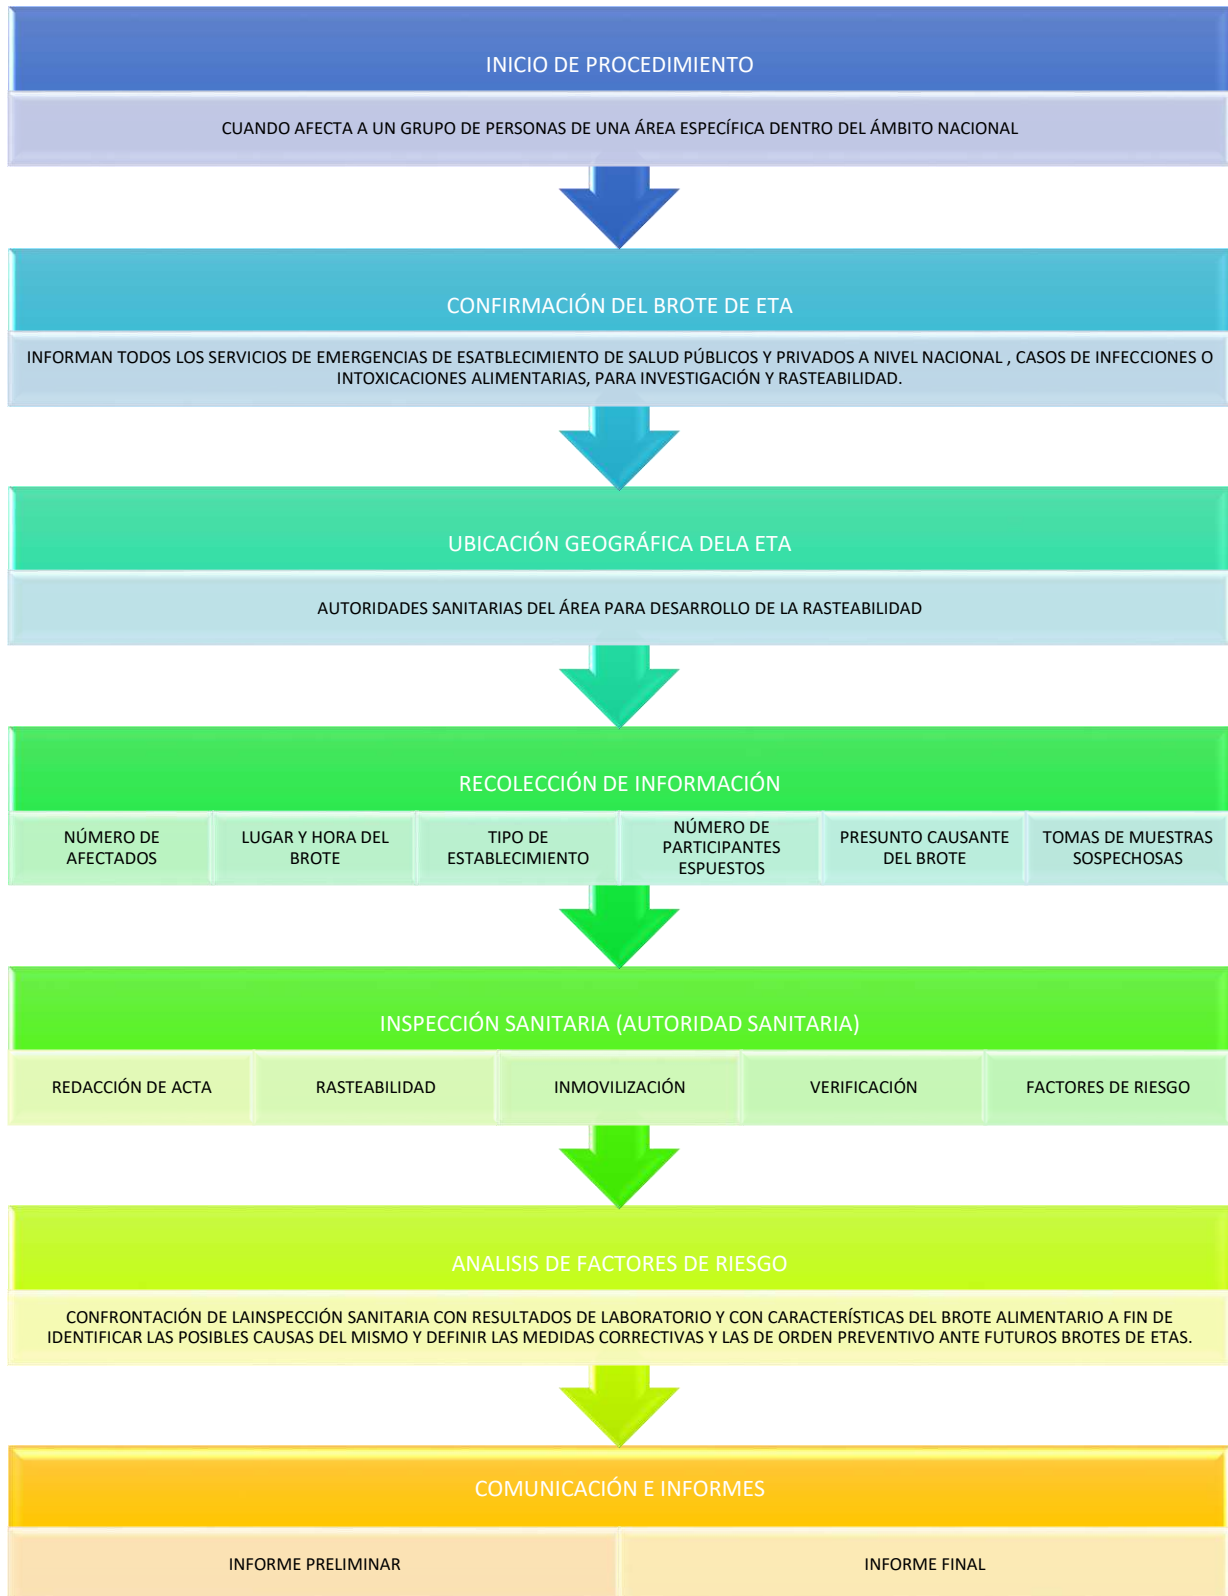 INICIO DE PROCEDIMIENTO
CUANDO AFECTA A UN GRUPO DE PERSONAS DE UNA ÁREA ESPECÍFICA DENTRO DEL ÁMBITO NACIONAL
CONFIRMACIÓN DEL BROTE DE ETA
INFORMAN TODOS LOS SERVICIOS DE EMERGENCIAS DE ESATBLECIMIENTO DE SALUD PÚBLICOS Y PRIVADOS A NIVEL NACIONAL , CASOS DE INFECCIONES O
INTOXICACIONES ALIMENTARIAS, PARA INVESTIGACIÓN Y RASTEABILIDAD.
UBICACIÓN GEOGRÁFICA DELA ETA
AUTORIDADES SANITARIAS DEL ÁREA PARA DESARROLLO DE LA RASTEABILIDAD
RECOLECCIÓN DE INFORMACIÓN
NÚMERO DE
AFECTADOS
LUGAR Y HORA DEL
BROTE
TIPO DE
ESTABLECIMIENTO
NÚMERO DE
PARTICIPANTES
ESPUESTOS
PRESUNTO CAUSANTE
DEL BROTE
TOMAS DE MUESTRAS
SOSPECHOSAS
INSPECCIÓN SANITARIA (AUTORIDAD SANITARIA)
REDACCIÓN DE ACTA
RASTEABILIDAD
INMOVILIZACIÓN
VERIFICACIÓN
FACTORES DE RIESGO
ANALISIS DE FACTORES DE RIESGO
CONFRONTACIÓN DE LAINSPECCIÓN SANITARIA CON RESULTADOS DE LABORATORIO Y CON CARACTERÍSTICAS DEL BROTE ALIMENTARIO A FIN DE
IDENTIFICAR LAS POSIBLES CAUSAS DEL MISMO Y DEFINIR LAS MEDIDAS CORRECTIVAS Y LAS DE ORDEN PREVENTIVO ANTE FUTUROS BROTES DE ETAS.
COMUNICACIÓN E INFORMES
INFORME PRELIMINAR
INFORME FINAL